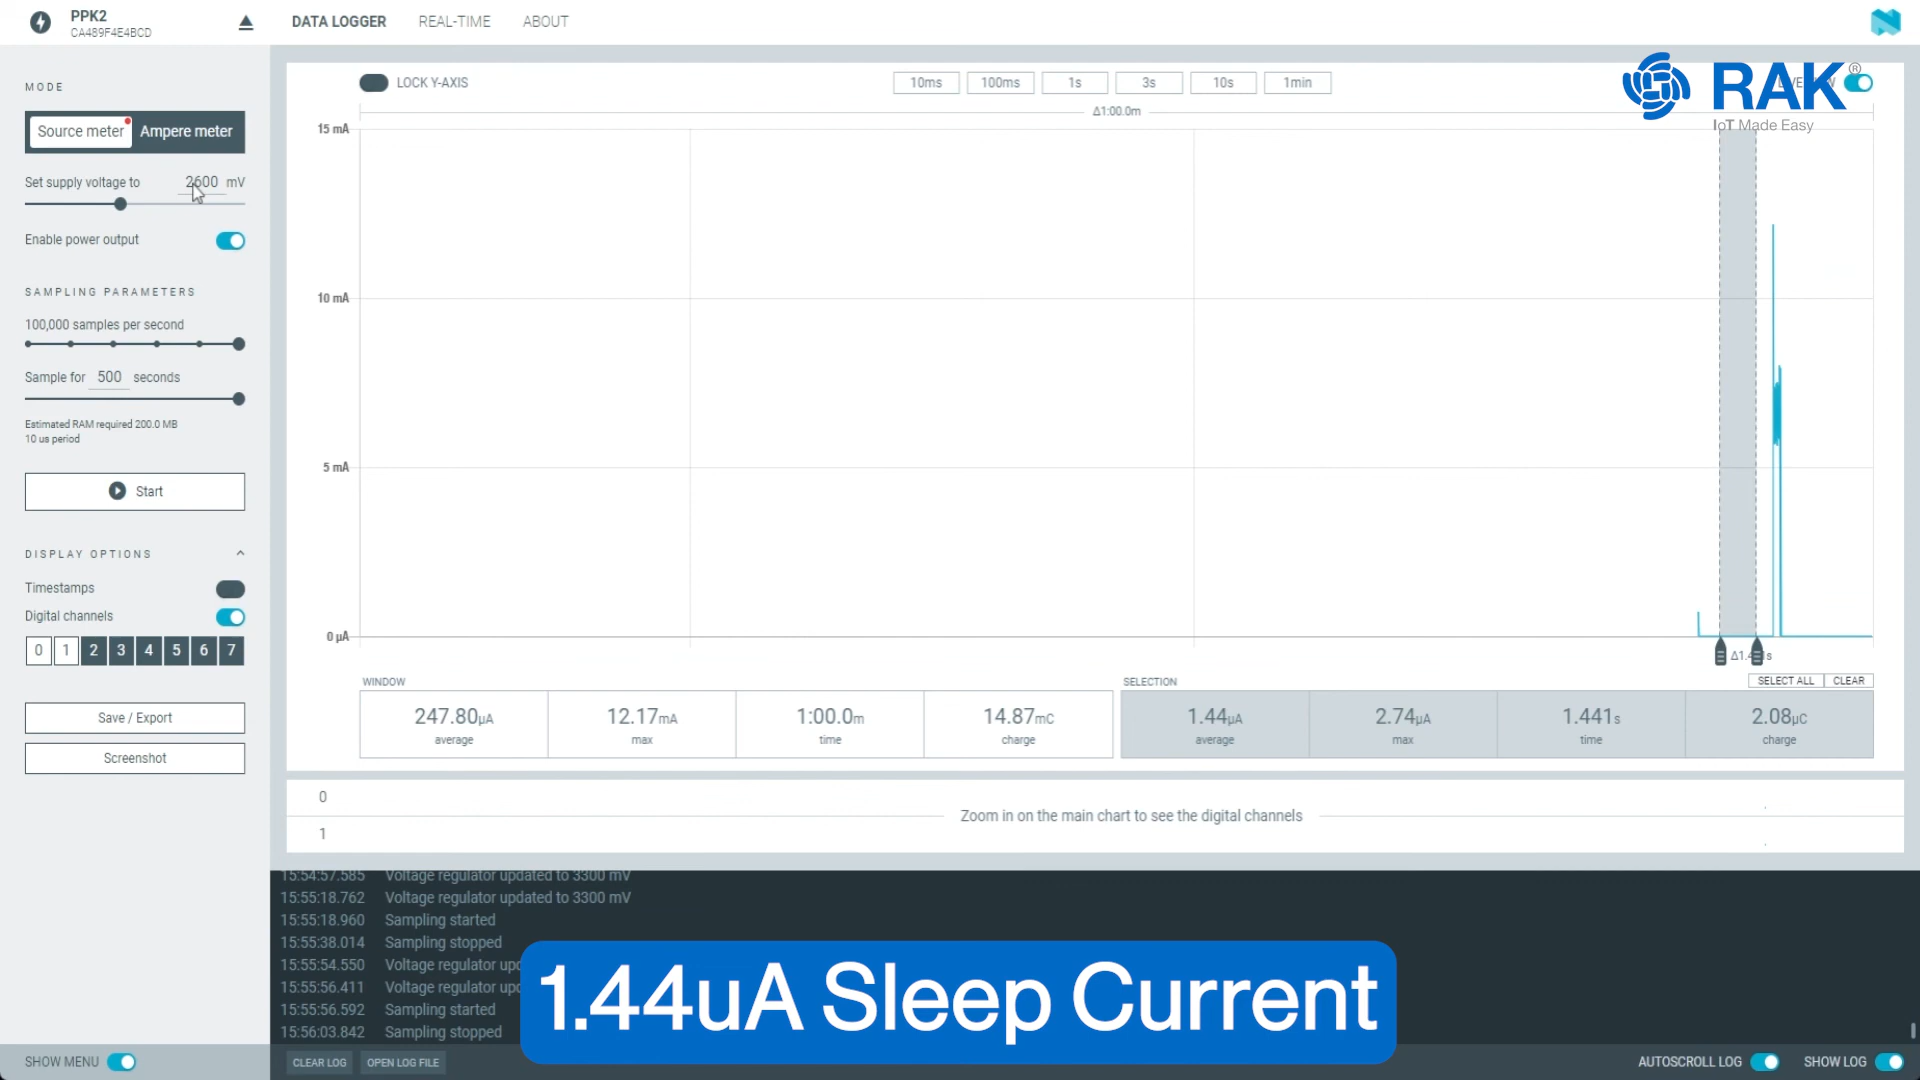 PPK2
CA489F4E4BCD
DATA LOGGER
REAL-TIME
ABOUT
MODE
Source meter
Ampere meter
Set supply voltage to 2600 mV
Enable power output
SAMPLING PARAMETERS
100,000 samples per second
Sample for 500 seconds
Estimated RAM required 200.0 MB
10 us period
Start
DISPLAY OPTIONS
Timestamps
Digital channels
0 1 2 3 4 5 6 7
Save / Export
Screenshot
SHOW MENU
LOCK Y-AXIS
10ms
100ms
1s
3s
10s
1min
RAK®
IoT Made Easy
Δ1:00.0m
15 mA
10 mA
5 mA
0 µA
WINDOW
247.80µA
average
12.17mA
max
1:00.0m
time
14.87mC
charge
SELECTION
SELECT ALL
CLEAR
1.44µA
average
2.74µA
max
1.441s
time
2.08µC
charge
0
1
Zoom in on the main chart to see the digital channels
15:54:57.585 Voltage regulator updated to 3300 mV
15:55:18.762 Voltage regulator updated to 3300 mV
15:55:18.960 Sampling started
15:55:38.014 Sampling stopped
15:55:54.550 Voltage regulator
15:55:56.411 Voltage regulator
15:55:56.592 Sampling started
15:56:03.842 Sampling stopped
1.44uA Sleep Current
CLEAR LOG
OPEN LOG FILE
AUTOSCROLL LOG
SHOW LOG